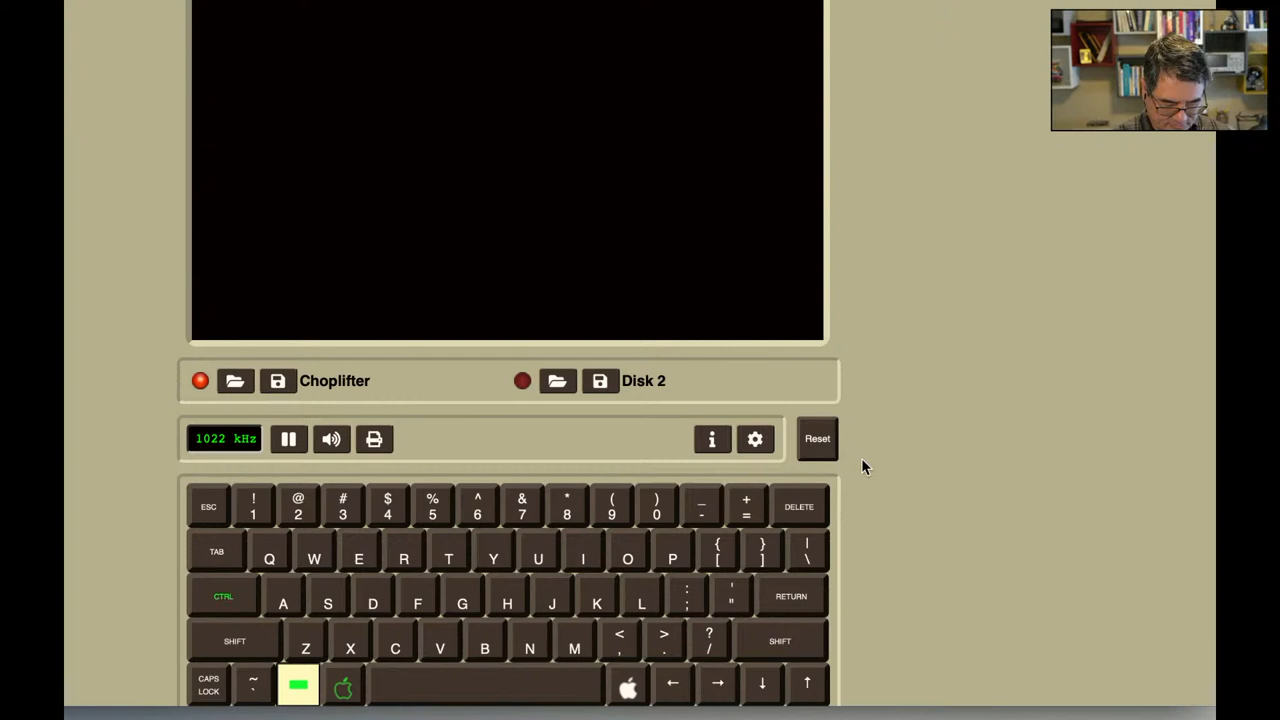 Choplifter Disk 2
1022 kHz Reset
ESC ! 1 @ 2 # 3 $ 4 % 5 ^ 6 & 7 * 8 ( 9 ) 0 _ - + = DELETE
TAB Q W E R T Y U I O P { [ } ] | \
CTRL A S D F G H J K L : ; ' " RETURN
SHIFT Z X C V B N M < , > . ? / SHIFT
CAPS LOCK ~ ` ← → ↓ ↑